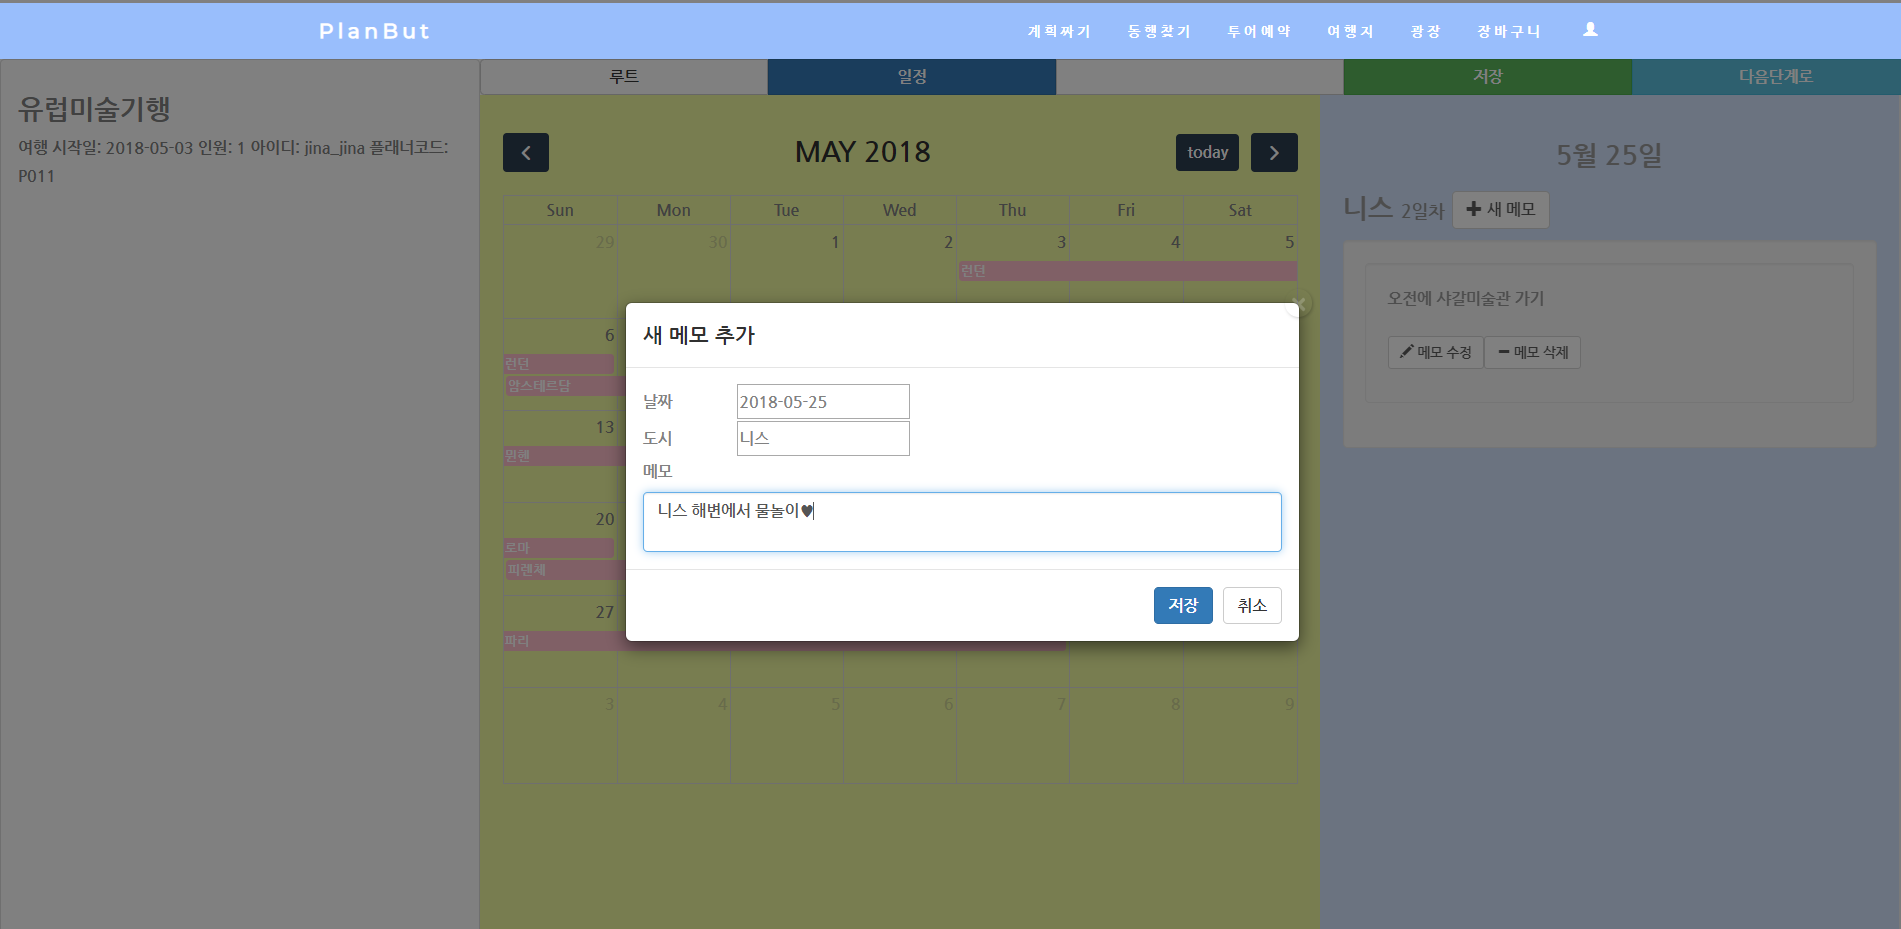 PlanBut
계획짜기 동행찾기 투어예약 여행지 광장 장바구니
루트 일정 저장 다음단계로
유럽미술기행
여행 시작일: 2018-05-03 인원: 1 아이디: jina_jina 플래너코드:
P011
MAY 2018
today
Sun Mon Tue Wed Thu Fri Sat
29 30 1 2 3 4 5
런던
6
런던
암스테르담
13
뮌헨
20
로마
피렌체
27
파리
3 4 5 6 7 8 9
새 메모 추가
×
날짜 2018-05-25
도시 니스
메모
니스 해변에서 물놀이♥
저장 취소
5월 25일
니스 2일차 새 메모
오전에 샤갈미술관 가기
메모 수정 메모 삭제